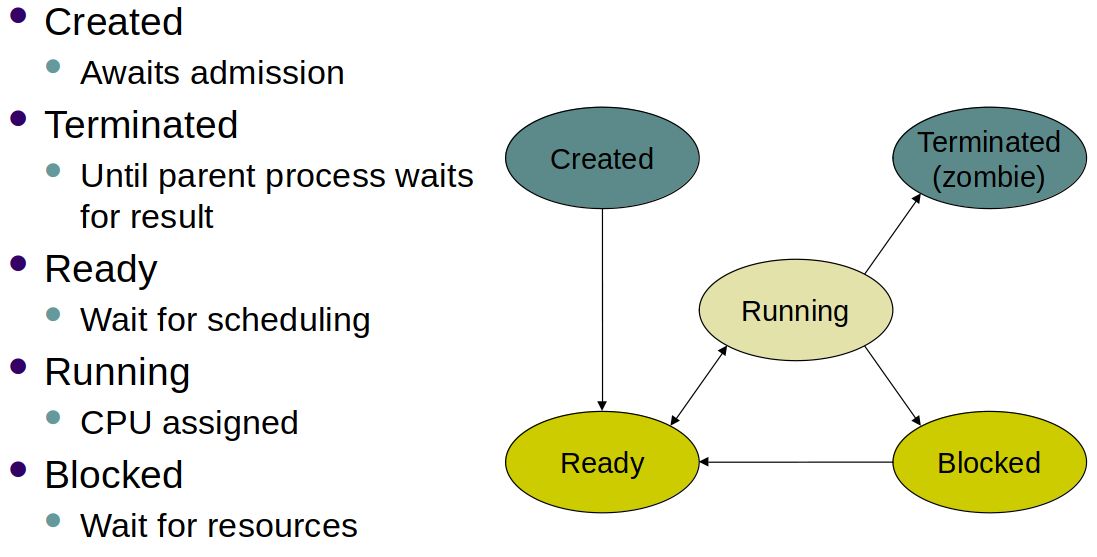 Created
Awaits admission
Terminated
Until parent process waits
for result
Ready
Wait for scheduling
Running
CPU assigned
Blocked
Wait for resources
Created
Terminated
(zombie)
Running
Ready
Blocked